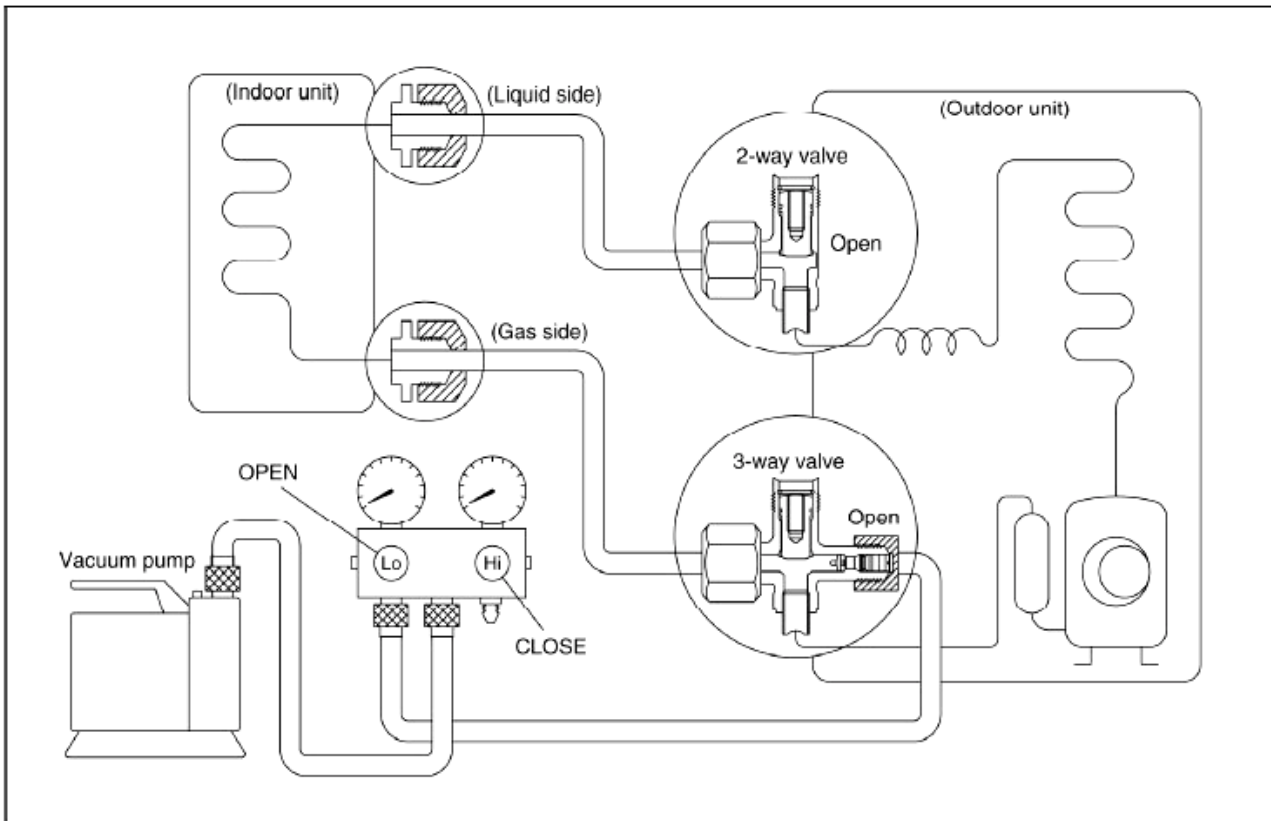 (Indoor unit)
(Liquid side)
(Outdoor unit)
2-way valve
Open
(Gas side)
3-way valve
OPEN
Open
Vacuum pump
Lo
Hi
CLOSE